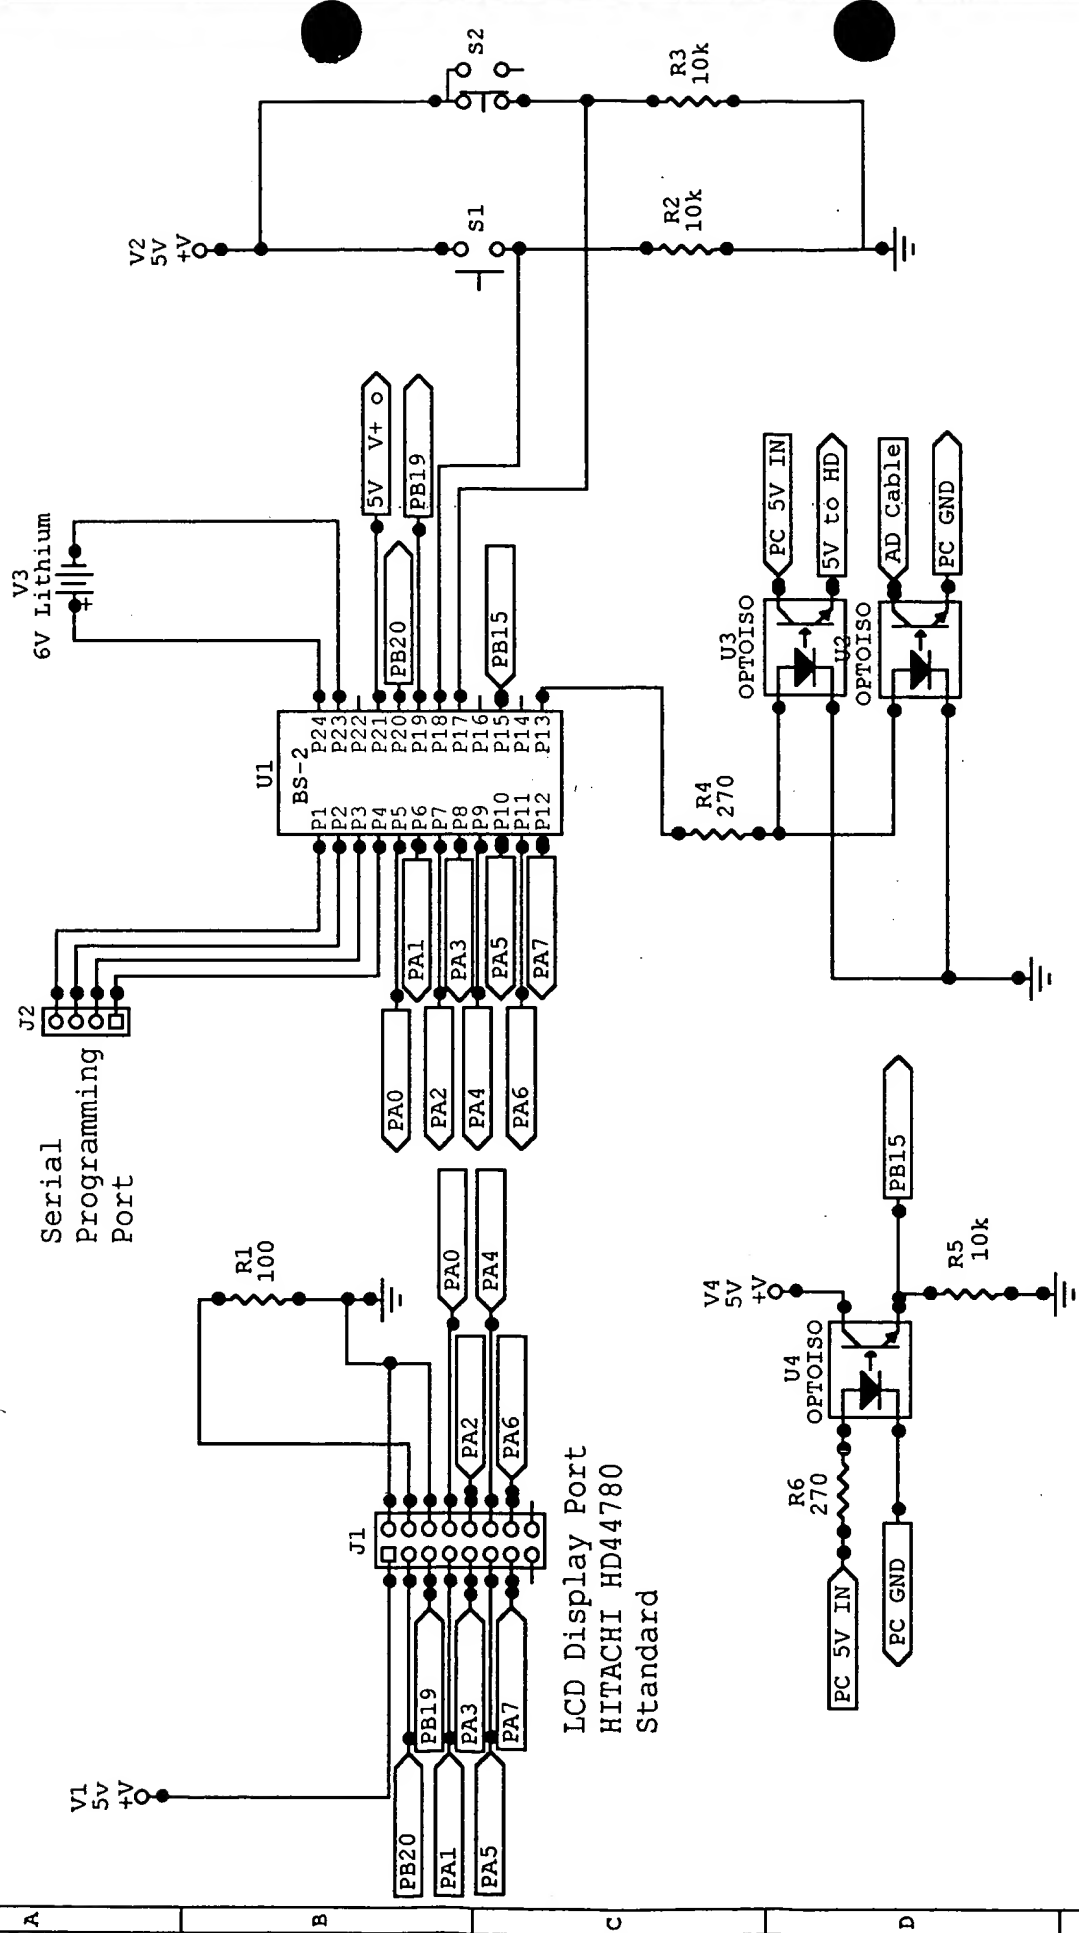 A
B
C
D
V1
5v
+V
PB20
PB19
PA1
PA3
PA5
PA7
J1
LCD Display Port
HITACHI HD44780
Standard
PA2
PA6
PA0
PA4
R1
100
Serial
Programming
Port
J2
PA0
PA1
PA2
PA3
PA4
PA5
PA6
PA7
U1
BS-2
P1
P2
P3
P4
P5
P6
P7
P8
P9
P10
P11
P12
P24
P23
P22
P21
P20
P19
P18
P17
P16
P15
P14
P13
V3
6V Lithium
+
5V V+
PB20
PB19
PB15
V2
5V
+V
S1
S2
R2
10k
R3
10k
PC 5V IN
PC GND
R6
270
U4
OPTOISO
V4
5V
+V
PB15
R5
10k
R4
270
U3
OPTOISO
U2
OPTOISO
PC 5V IN
5V to HD
AD Cable
PC GND